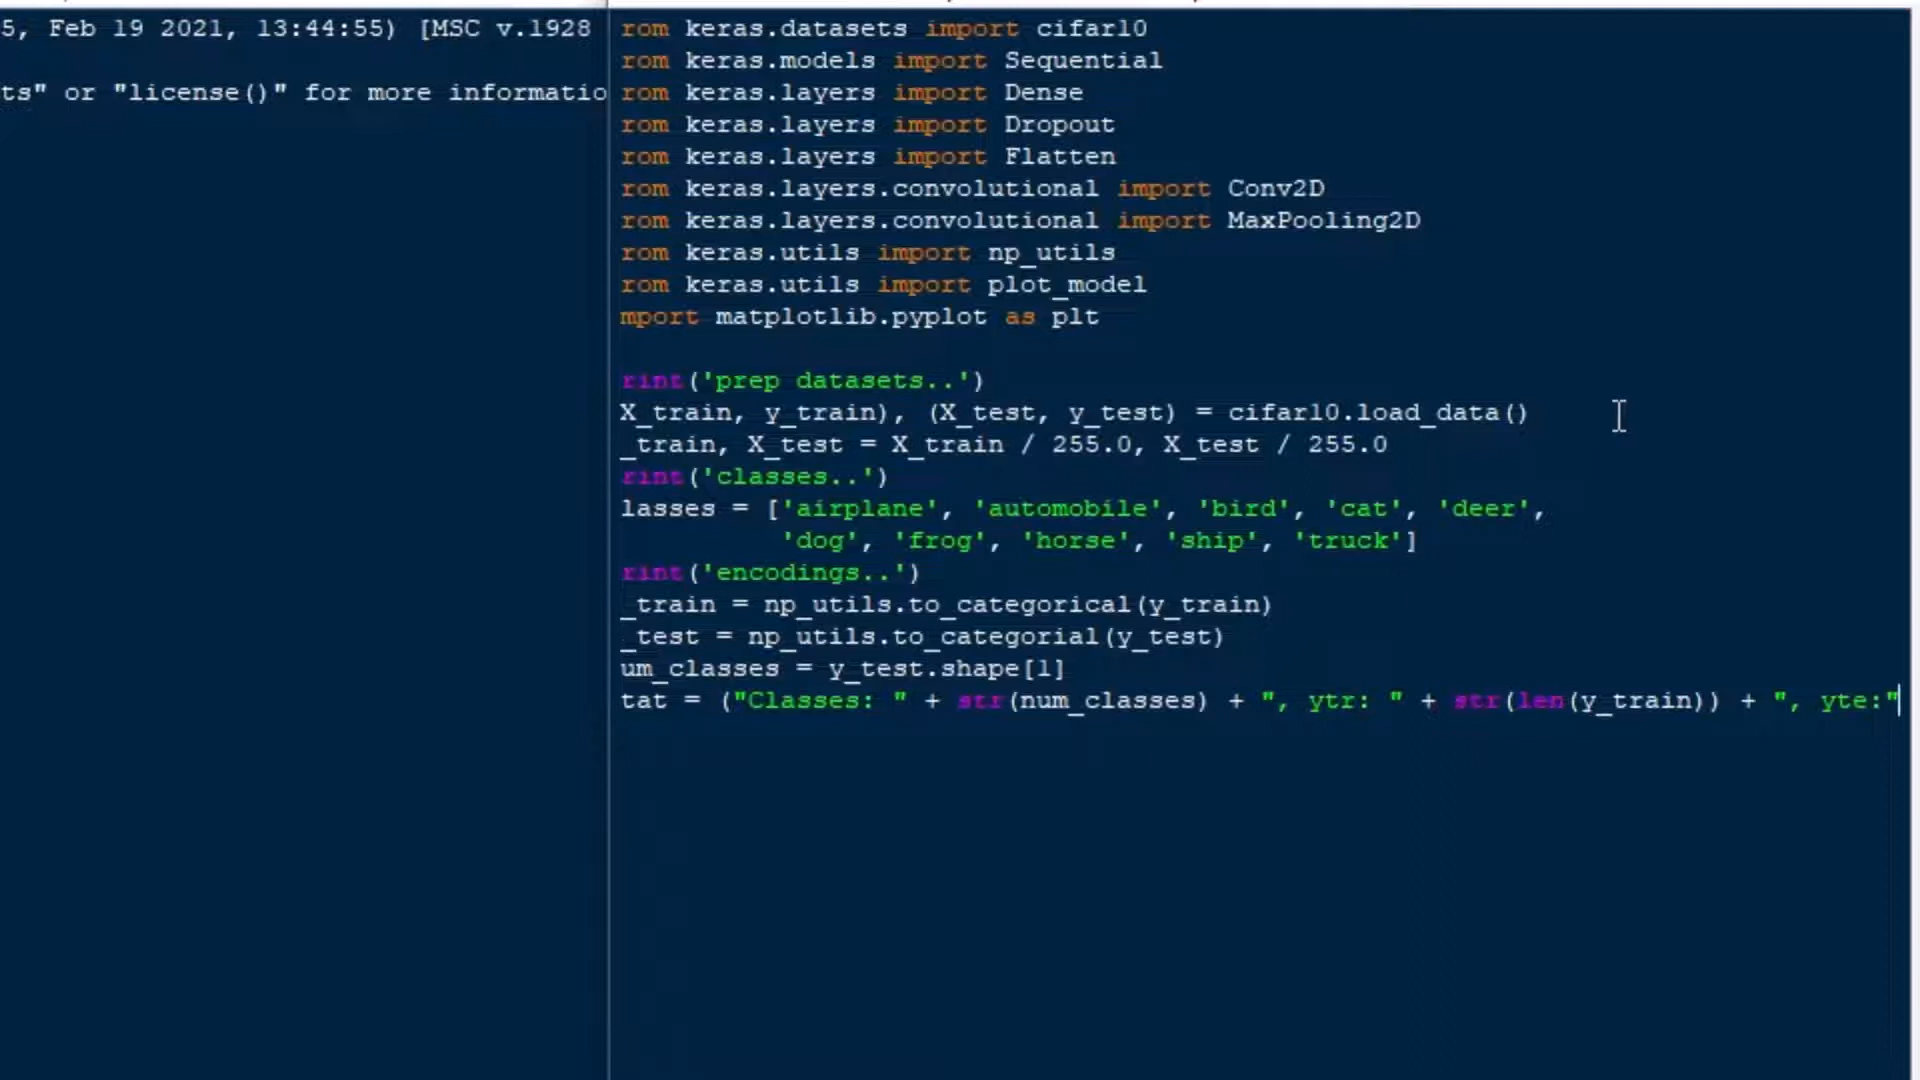 5, Feb 19 2021, 13:44:55) [MSC v.1928
ts" or "license()" for more informatio
rom keras.datasets import cifar10
rom keras.models import Sequential
rom keras.layers import Dense
rom keras.layers import Dropout
rom keras.layers import Flatten
rom keras.layers.convolutional import Conv2D
rom keras.layers.convolutional import MaxPooling2D
rom keras.utils import np_utils
rom keras.utils import plot_model
mport matplotlib.pyplot as plt
rint('prep datasets..')
X_train, y_train), (X_test, y_test) = cifar10.load_data()
_train, X_test = X_train / 255.0, X_test / 255.0
rint('classes..')
lasses = ['airplane', 'automobile', 'bird', 'cat', 'deer',
'dog', 'frog', 'horse', 'ship', 'truck']
rint('encodings..')
_train = np_utils.to_categorical(y_train)
_test = np_utils.to_categorial(y_test)
um_classes = y_test.shape[1]
tat = ("Classes: " + str(num_classes) + ", ytr: " + str(len(y_train)) + ", yte:"